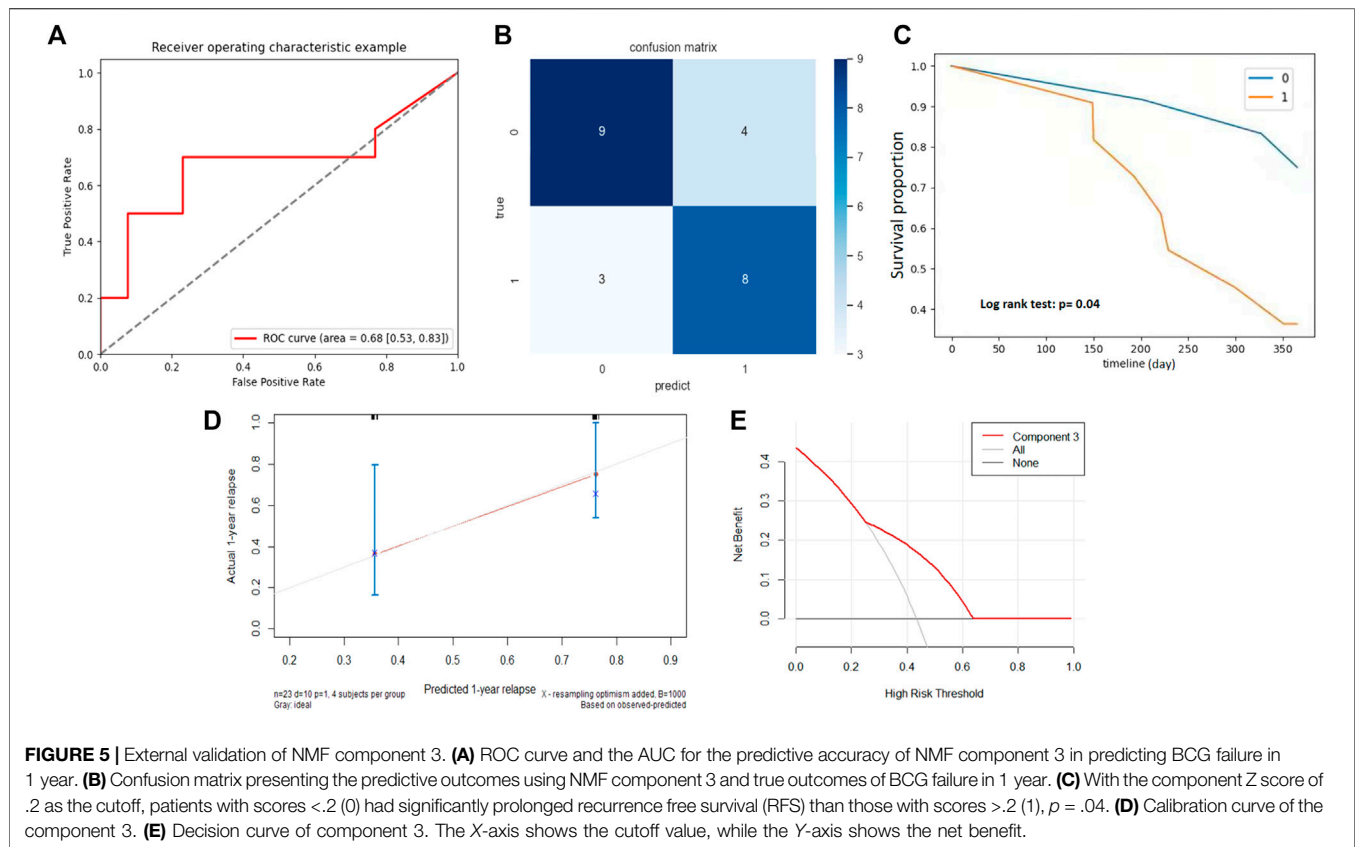 A
Receiver operating characteristic example
1.0
0.8
0.6
0.4
0.2
0.0
True Positive Rate
ROC curve (area = 0.68 [0.53, 0.83])
0.0 0.2 0.4 0.6 0.8 1.0
False Positive Rate
B
confusion matrix
0
1
true
9 4
3 8
0 1
predict
9
8
7
6
5
4
3
C
1.0
0.9
0.8
0.7
0.6
0.5
0.4
Survival proportion
0
1
Log rank test: p= 0.04
0 50 100 150 200 250 300 350
timeline (day)
D
1.0
0.8
0.6
0.4
0.2
0.0
Actual 1-year relapse
0.2 0.3 0.4 0.5 0.6 0.7 0.8 0.9
Predicted 1-year relapse
n=23 d=10 p=1, 4 subjects per group
Gray: ideal
X - resampling optimism added, B=1000
Based on observed-predicted
E
Component 3
All
None
0.4
0.3
0.2
0.1
0.0
Net Benefit
0.0 0.2 0.4 0.6 0.8 1.0
High Risk Threshold
FIGURE 5 | External validation of NMF component 3. (A) ROC curve and the AUC for the predictive accuracy of NMF component 3 in predicting BCG failure in
1 year. (B) Confusion matrix presenting the predictive outcomes using NMF component 3 and true outcomes of BCG failure in 1 year. (C) With the component Z score of
.2 as the cutoff, patients with scores <.2 (0) had significantly prolonged recurrence free survival (RFS) than those with scores >.2 (1), p = .04. (D) Calibration curve of the
component 3. (E) Decision curve of component 3. The X-axis shows the cutoff value, while the Y-axis shows the net benefit.